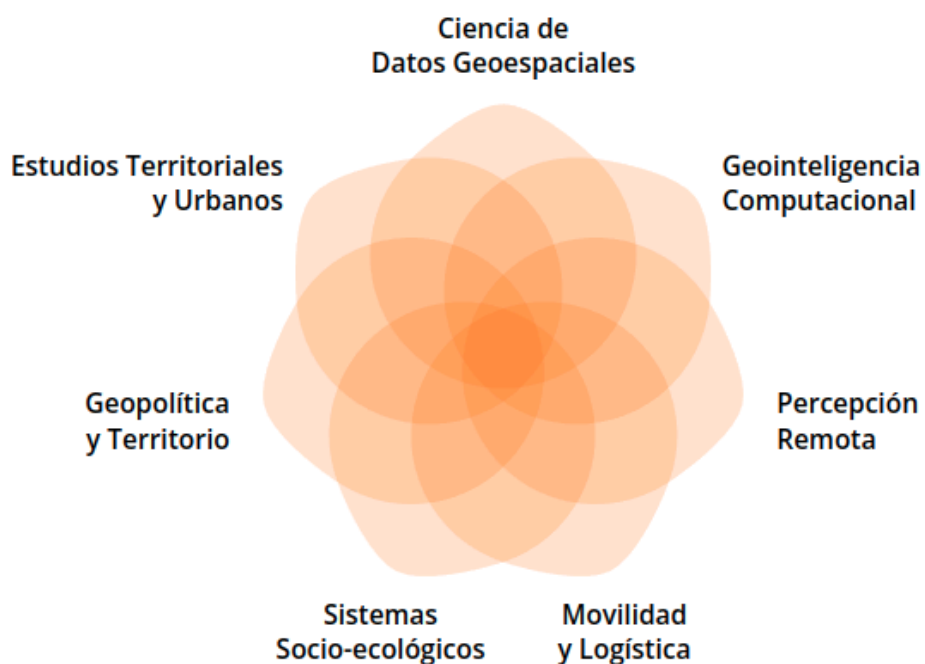 Ciencia de
Datos Geoespaciales
Estudios Territoriales
y Urbanos
Geointeligencia
Computacional
Geopolítica
y Territorio
Percepción
Remota
Sistemas
Socio-ecológicos
Movilidad
y Logística